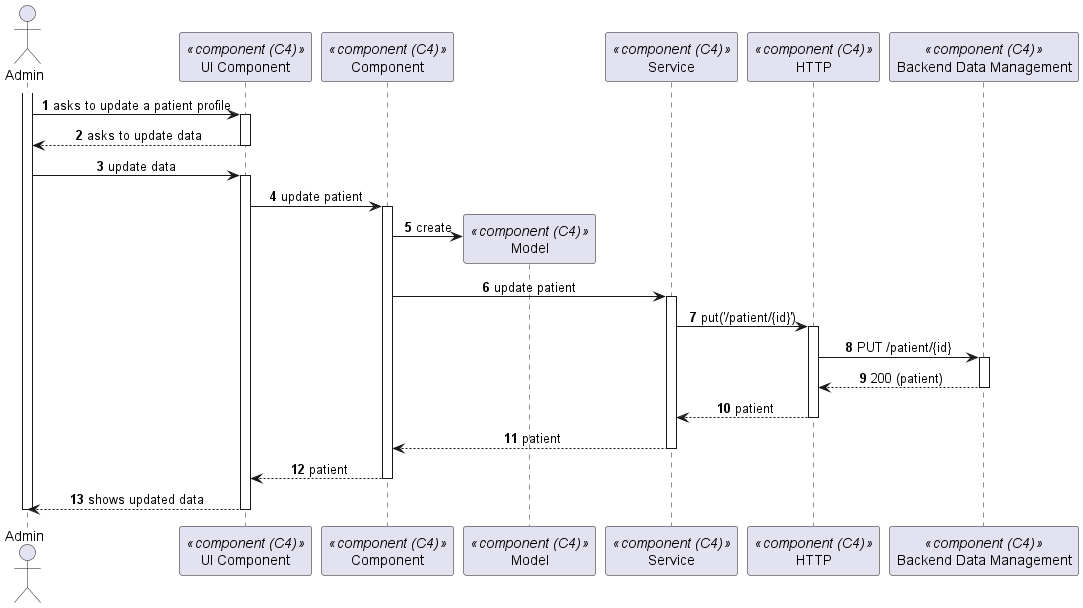 Admin
«component (C4)»
UI Component
«component (C4)»
Component
«component (C4)»
Service
«component (C4)»
HTTP
«component (C4)»
Backend Data Management
1 asks to update a patient profile
2 asks to update data
3 update data
4 update patient
5 create
«component (C4)»
Model
6 update patient
7 put('/patient/{id}')
8 PUT /patient/{id}
9 200 (patient)
10 patient
11 patient
12 patient
13 shows updated data
Admin
«component (C4)»
UI Component
«component (C4)»
Component
«component (C4)»
Model
«component (C4)»
Service
«component (C4)»
HTTP
«component (C4)»
Backend Data Management